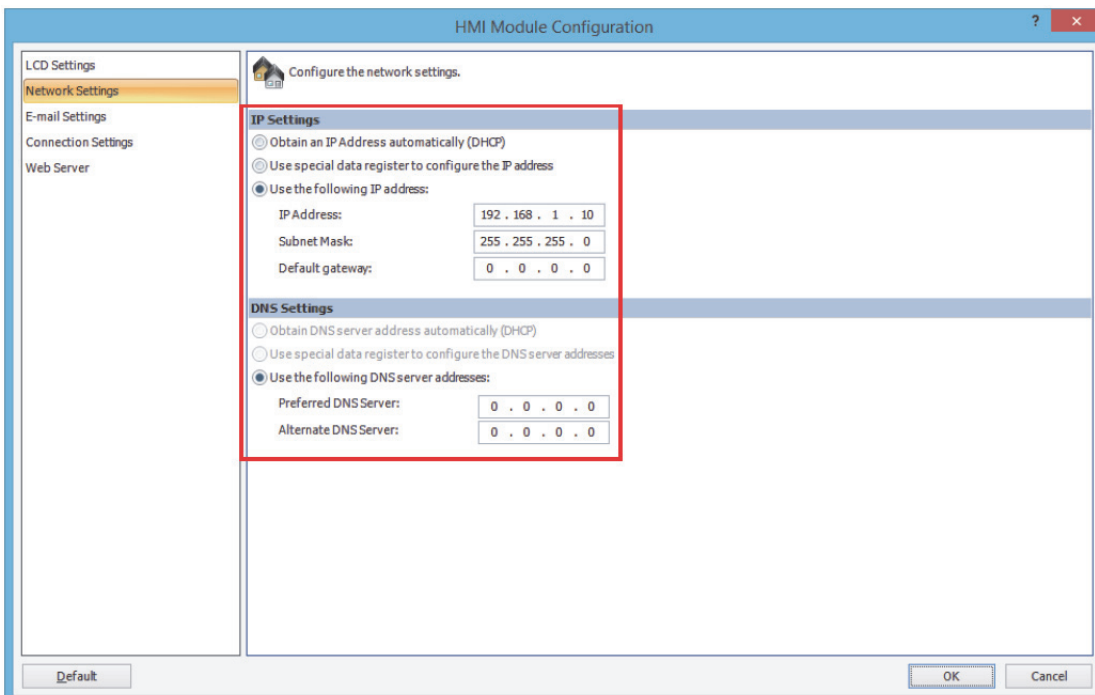 HMI Module Configuration
? ×
LCD Settings
Network Settings
E-mail Settings
Connection Settings
Web Server
Configure the network settings.
IP Settings
Obtain an IP Address automatically (DHCP)
Use special data register to configure the IP address
Use the following IP address:
IP Address: 192 . 168 . 1 . 10
Subnet Mask: 255 . 255 . 255 . 0
Default gateway: 0 . 0 . 0 . 0
DNS Settings
Obtain DNS server address automatically (DHCP)
Use special data register to configure the DNS server addresses
Use the following DNS server addresses:
Preferred DNS Server: 0 . 0 . 0 . 0
Alternate DNS Server: 0 . 0 . 0 . 0
Default OK Cancel